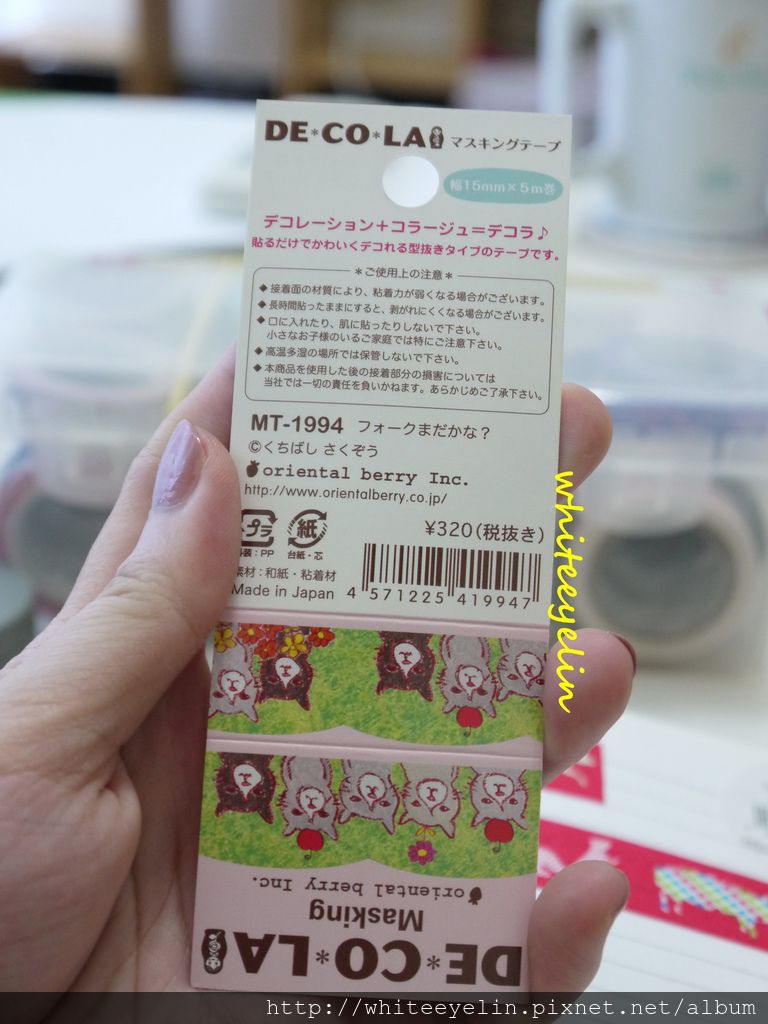 DE*CO*LA マスキングテープ
幅15mm×5m巻
デコレーション+コラージュ=デコラ♪
貼るだけでかわいくデコれる型抜きタイプのテープです。
*ご使用上の注意*
◆接着面の材質により、粘着力が弱くなる場合がございます。
◆長時間貼ったままにすると、剥がれにくくなる場合がございます。
◆口に入れたり、肌に貼ったりしないで下さい。
小さなお子様のいるご家庭では特にご注意下さい。
◆高温多湿の場所では保管しないで下さい。
◆本商品を使用した後の接着部分の損害については
当社では一切の責任を負いかねます。あらかじめご了承下さい。
MT-1994 フォークまだかな?
©くちばし さくぞう
oriental berry Inc.
http://www.orientalberry.co.jp/
¥320(税抜き)
プラ 紙
装:PP 台紙・芯
素材:和紙・粘着材
Made in Japan
4 571225 419947
whiteeyelin
oriental berry Inc.
Masking
DE*CO*LA
http://whiteeyelin.pixnet.net/album